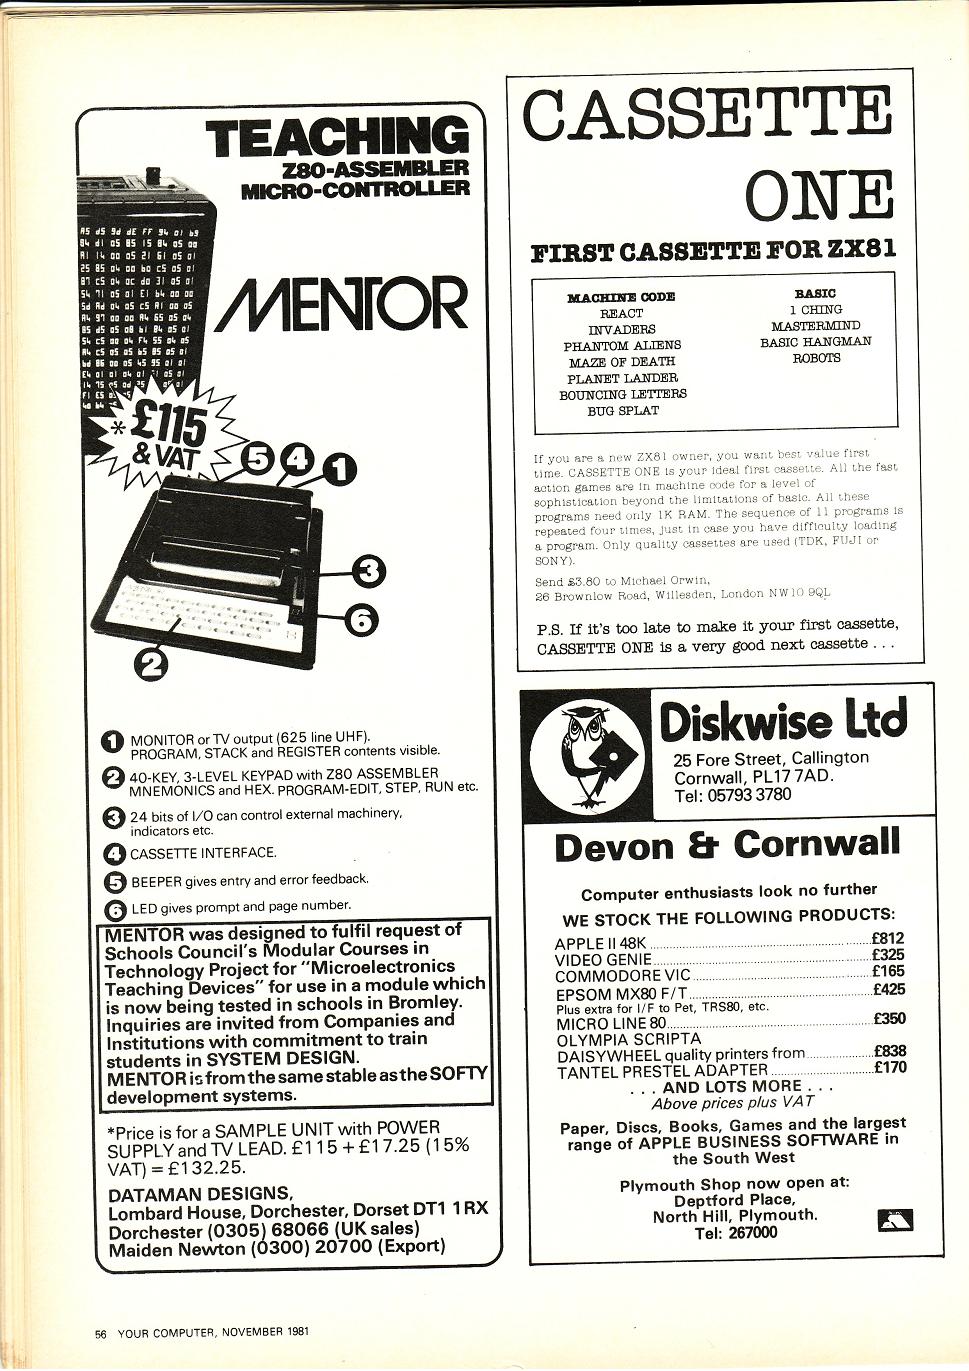 TEACHING
Z80-ASSEMBLER
MICRO-CONTROLLER
MENTOR
*£115
& VAT
5 4 1
3
6
2
1 MONITOR or TV output (625 line UHF).
PROGRAM, STACK and REGISTER contents visible.
2 40-KEY, 3-LEVEL KEYPAD with Z80 ASSEMBLER
MNEMONICS and HEX. PROGRAM-EDIT, STEP, RUN etc.
3 24 bits of I/O can control external machinery,
indicators etc.
4 CASSETTE INTERFACE.
5 BEEPER gives entry and error feedback.
6 LED gives prompt and page number.
MENTOR was designed to fulfil request of
Schools Council's Modular Courses in
Technology Project for "Microelectronics
Teaching Devices" for use in a module which
is now being tested in schools in Bromley.
Inquiries are invited from Companies and
Institutions with commitment to train
students in SYSTEM DESIGN.
MENTOR is from the same stable as the SOFTY
development systems.
*Price is for a SAMPLE UNIT with POWER
SUPPLY and TV LEAD. £115 + £17.25 (15%
VAT) = £132.25.
DATAMAN DESIGNS,
Lombard House, Dorchester, Dorset DT1 1RX
Dorchester (0305) 68066 (UK sales)
Maiden Newton (0300) 20700 (Export)
CASSETTE
ONE
FIRST CASSETTE FOR ZX81
MACHINE CODE
REACT
INVADERS
PHANTOM ALIENS
MAZE OF DEATH
PLANET LANDER
BOUNCING LETTERS
BUG SPLAT
BASIC
1 CHING
MASTERMIND
BASIC HANGMAN
ROBOTS
If you are a new ZX81 owner, you want best value first
time. CASSETTE ONE is your ideal first cassette. All the fast
action games are in machine code for a level of
sophistication beyond the limitations of basic. All these
programs need only 1K RAM. The sequence of 11 programs is
repeated four times, just in case you have difficulty loading
a program. Only quality cassettes are used (TDK, FUJI or
SONY).
Send £3.80 to Michael Orwin,
26 Brownlow Road, Willesden, London NW10 9QL
P.S. If it's too late to make it your first cassette,
CASSETTE ONE is a very good next cassette . . .
Diskwise Ltd
25 Fore Street, Callington
Cornwall, PL17 7AD.
Tel: 05793 3780
Devon & Cornwall
Computer enthusiasts look no further
WE STOCK THE FOLLOWING PRODUCTS:
APPLE II 48K £812
VIDEO GENIE £325
COMMODORE VIC £165
EPSOM MX80 F/T £425
Plus extra for I/F to Pet, TRS80, etc.
MICRO LINE 80 £350
OLYMPIA SCRIPTA
DAISYWHEEL quality printers from £838
TANTEL PRESTEL ADAPTER £170
. . . AND LOTS MORE . . .
Above prices plus VAT
Paper, Discs, Books, Games and the largest
range of APPLE BUSINESS SOFTWARE in
the South West
Plymouth Shop now open at:
Deptford Place,
North Hill, Plymouth.
Tel: 267000
56 YOUR COMPUTER, NOVEMBER 1981